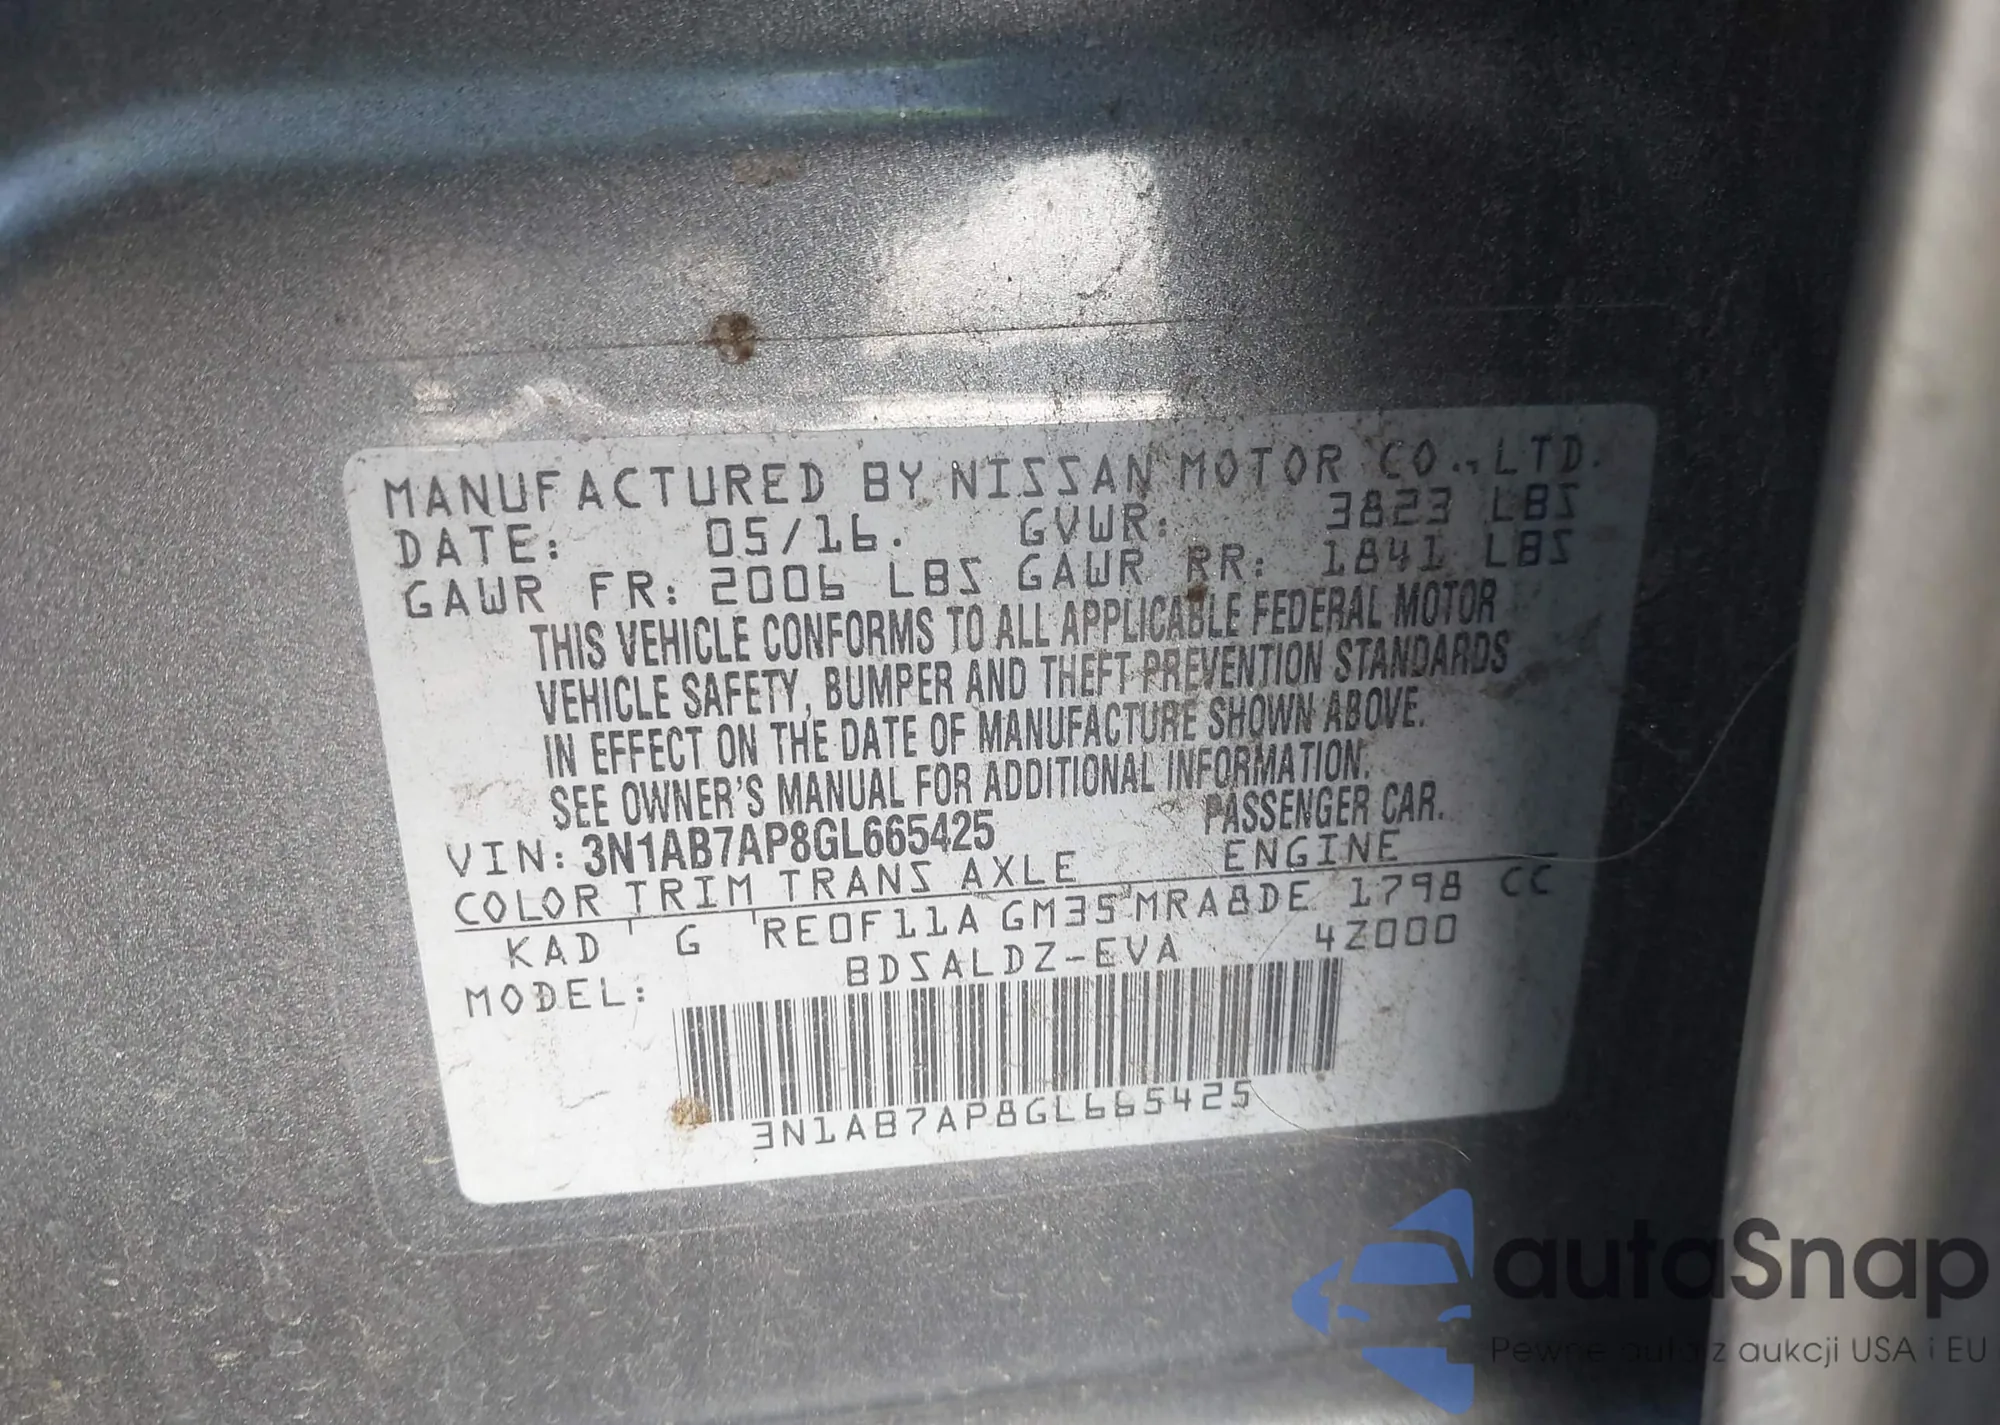 MANUFACTURED BY NISSAN MOTOR CO., LTD.
DATE: 05/16. GVWR: 3823 LBS
GAWR FR: 2006 LBS GAWR RR: 1841 LBS
THIS VEHICLE CONFORMS TO ALL APPLICABLE FEDERAL MOTOR
VEHICLE SAFETY, BUMPER AND THEFT PREVENTION STANDARDS
IN EFFECT ON THE DATE OF MANUFACTURE SHOWN ABOVE.
SEE OWNER'S MANUAL FOR ADDITIONAL INFORMATION.
VIN: 3N1AB7AP8GL665425 PASSENGER CAR.
COLOR TRIM TRANS AXLE ENGINE
KAD G RE0F11A GM35 MRA8DE 1798 CC
MODEL: BDSALDZ-EVA 4Z000
3N1AB7AP8GL665425
autaSnap
Pewne auta z aukcji USA i EU